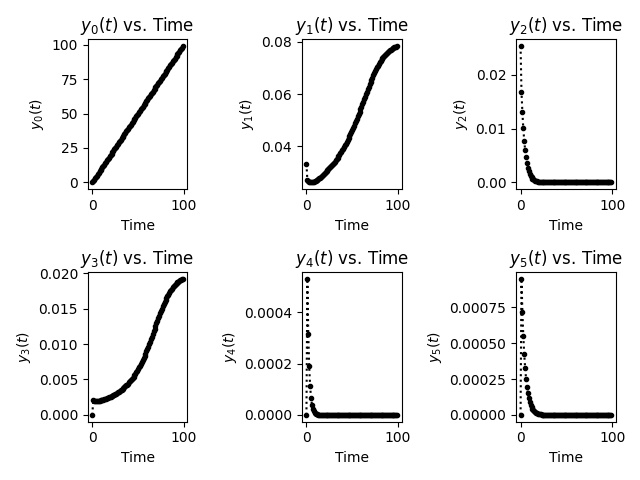 y₀(t) vs. Time
y₁(t) vs. Time
y₂(t) vs. Time
100
75
50
25
0
y₀(t)
0 100
Time
0.08
0.06
0.04
y₁(t)
0 100
Time
0.02
0.01
0.00
y₂(t)
0 100
Time
y₃(t) vs. Time
y₄(t) vs. Time
y₅(t) vs. Time
0.020
0.015
0.010
0.005
0.000
y₃(t)
0 100
Time
0.0004
0.0002
0.0000
y₄(t)
0 100
Time
0.00075
0.00050
0.00025
0.00000
y₅(t)
0 100
Time